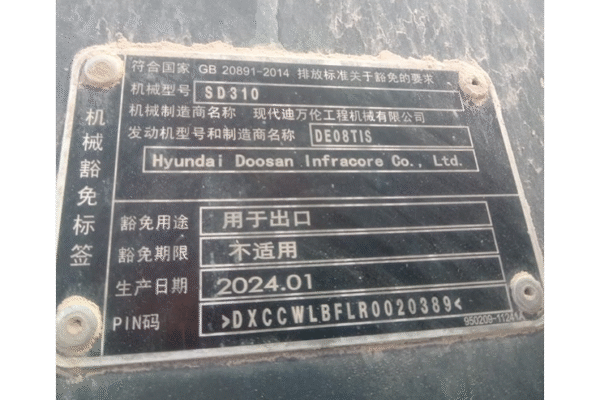 机械豁免标签
符合国家 GB 20891-2014 排放标准关于豁免的要求
机械型号 SD310
机械制造商名称 现代迪万伦工程机械有限公司
发动机型号和制造商名称 DE08TIS
Hyundai Doosan Infracore Co., Ltd.
豁免用途 用于出口
豁免期限 不适用
生产日期 2024.01
PIN码 >DXCCWLBFLR0020389<